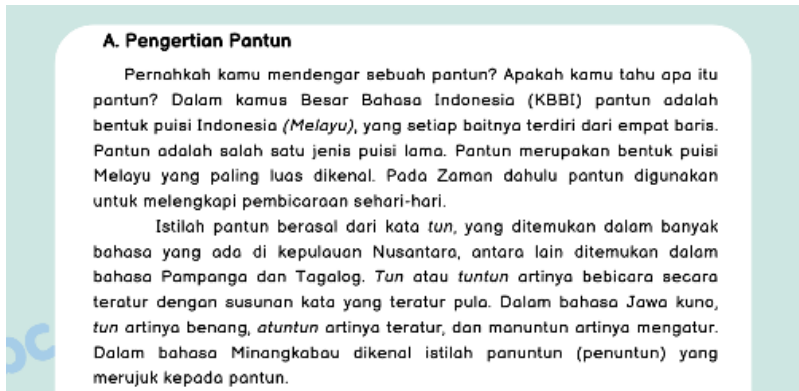 A. Pengertian Pantun
Pernahkah kamu mendengar sebuah pantun? Apakah kamu tahu apa itu
pantun? Dalam kamus Besar Bahasa Indonesia (KBBI) pantun adalah
bentuk puisi Indonesia (Melayu), yang setiap baitnya terdiri dari empat baris.
Pantun adalah salah satu jenis puisi lama. Pantun merupakan bentuk puisi
Melayu yang paling luas dikenal. Pada Zaman dahulu pantun digunakan
untuk melengkapi pembicaraan sehari-hari.
Istilah pantun berasal dari kata tun, yang ditemukan dalam banyak
bahasa yang ada di kepulauan Nusantara, antara lain ditemukan dalam
bahasa Pampanga dan Tagalog. Tun atau tuntun artinya bebicara secara
teratur dengan susunan kata yang teratur pula. Dalam bahasa Jawa kuno,
tun artinya benang, atuntun artinya teratur, dan manuntun artinya mengatur.
Dalam bahasa Minangkabau dikenal istilah panuntun (penuntun) yang
merujuk kepada pantun.